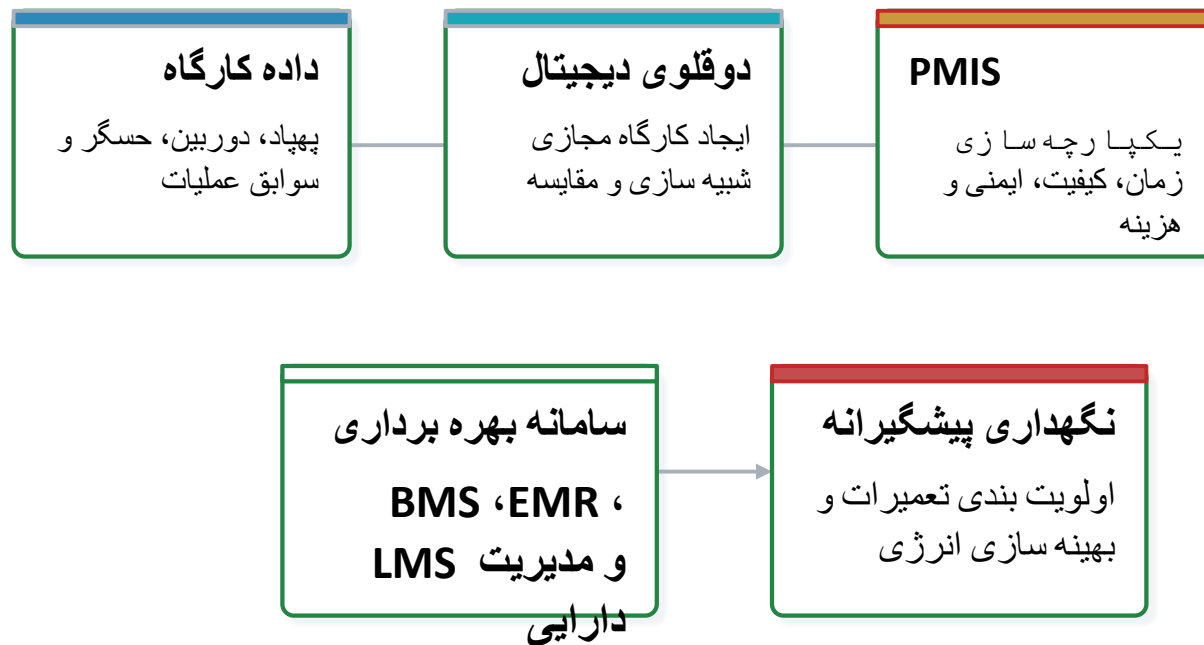 داده کارگاه
پهپاد، دوربین، حسگر و
سوابق عملیات
دوقلوی دیجیتال
ایجاد کارگاه مجازی
شبیه سازی و مقایسه
PMIS
یکپارچه سازی
زمان، کیفیت، ایمنی و
هزینه
سامانه بهره برداری
، BMS ،EMR
و مدیریت LMS
دارایی
نگهداری پیشگیرانه
اولویت بندی تعمیرات و
بهینه سازی انرژی